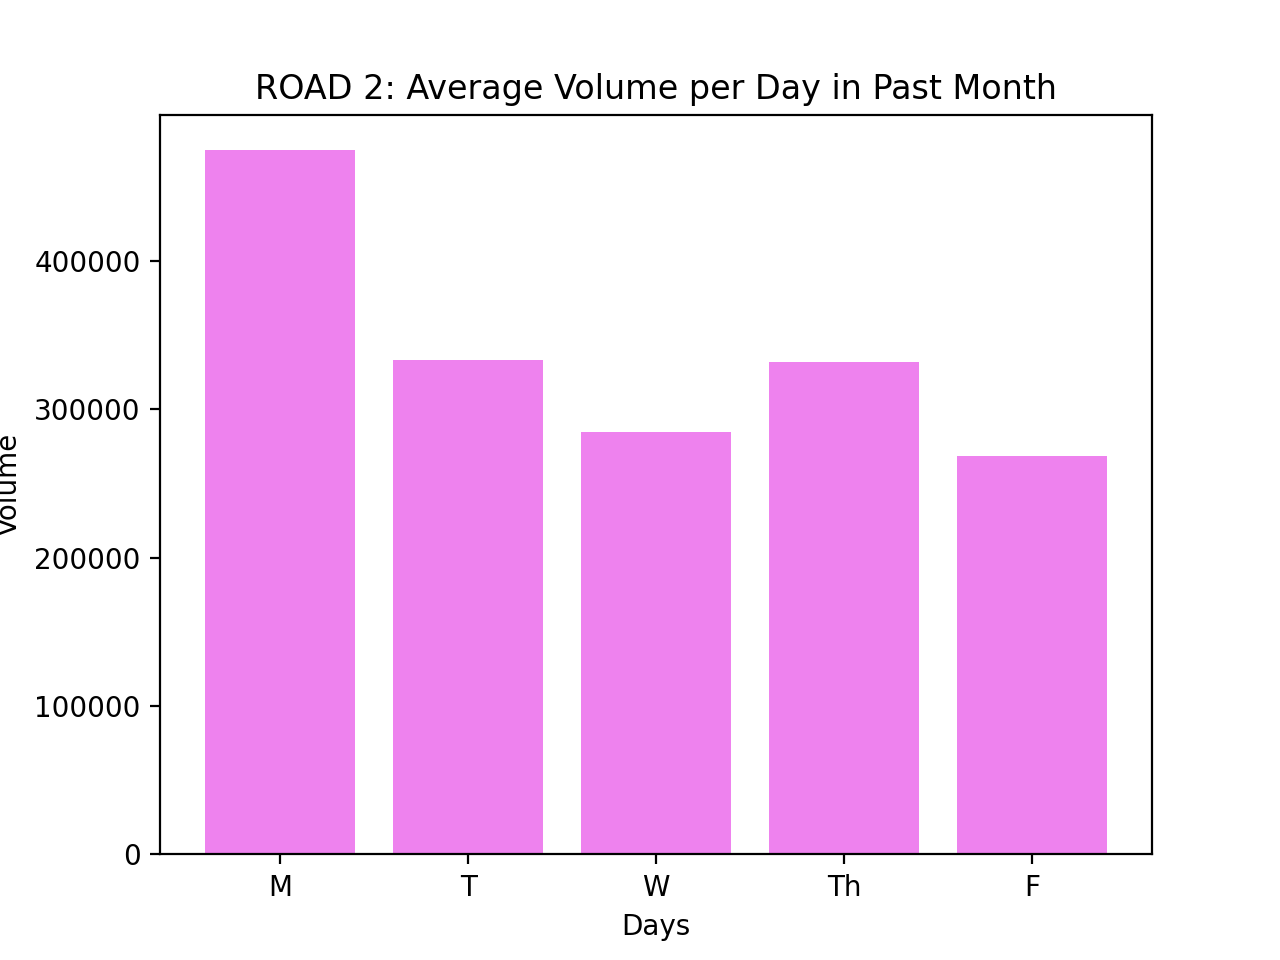 ROAD 2: Average Volume per Day in Past Month
Volume
400000
300000
200000
100000
0
M T W Th F
Days